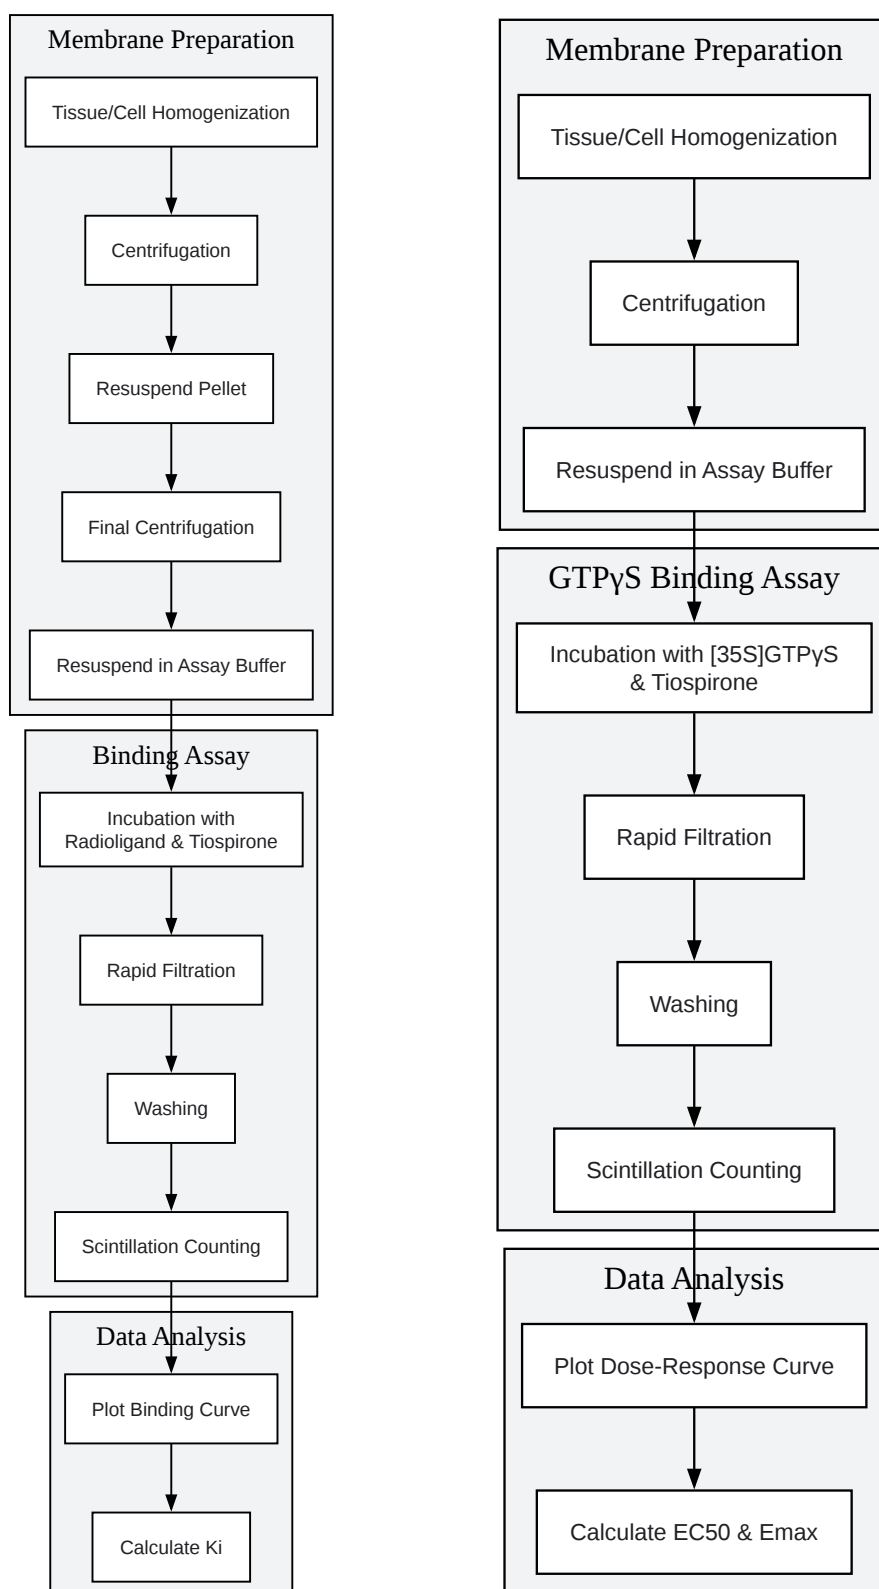 Membrane Preparation
Tissue/Cell Homogenization
Centrifugation
Resuspend Pellet
Final Centrifugation
Resuspend in Assay Buffer
Binding Assay
Incubation with
Radioligand & Tiospirone
Rapid Filtration
Washing
Scintillation Counting
Data Analysis
Plot Binding Curve
Calculate Ki
Membrane Preparation
Tissue/Cell Homogenization
Centrifugation
Resuspend in Assay Buffer
GTPγS Binding Assay
Incubation with [35S]GTPγS
& Tiospirone
Rapid Filtration
Washing
Scintillation Counting
Data Analysis
Plot Dose-Response Curve
Calculate EC50 & Emax